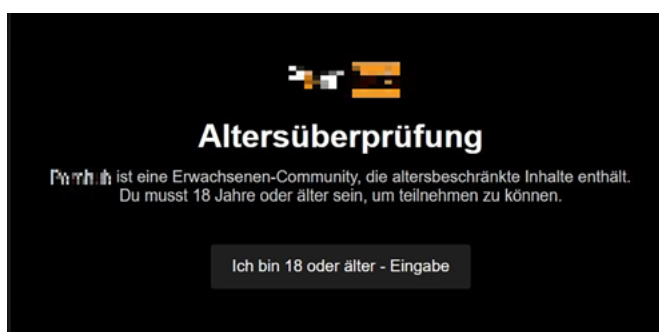 Altersüberprüfung
ist eine Erwachsenen-Community, die altersbeschränkte Inhalte enthält.
Du musst 18 Jahre oder älter sein, um teilnehmen zu können.
Ich bin 18 oder älter - Eingabe